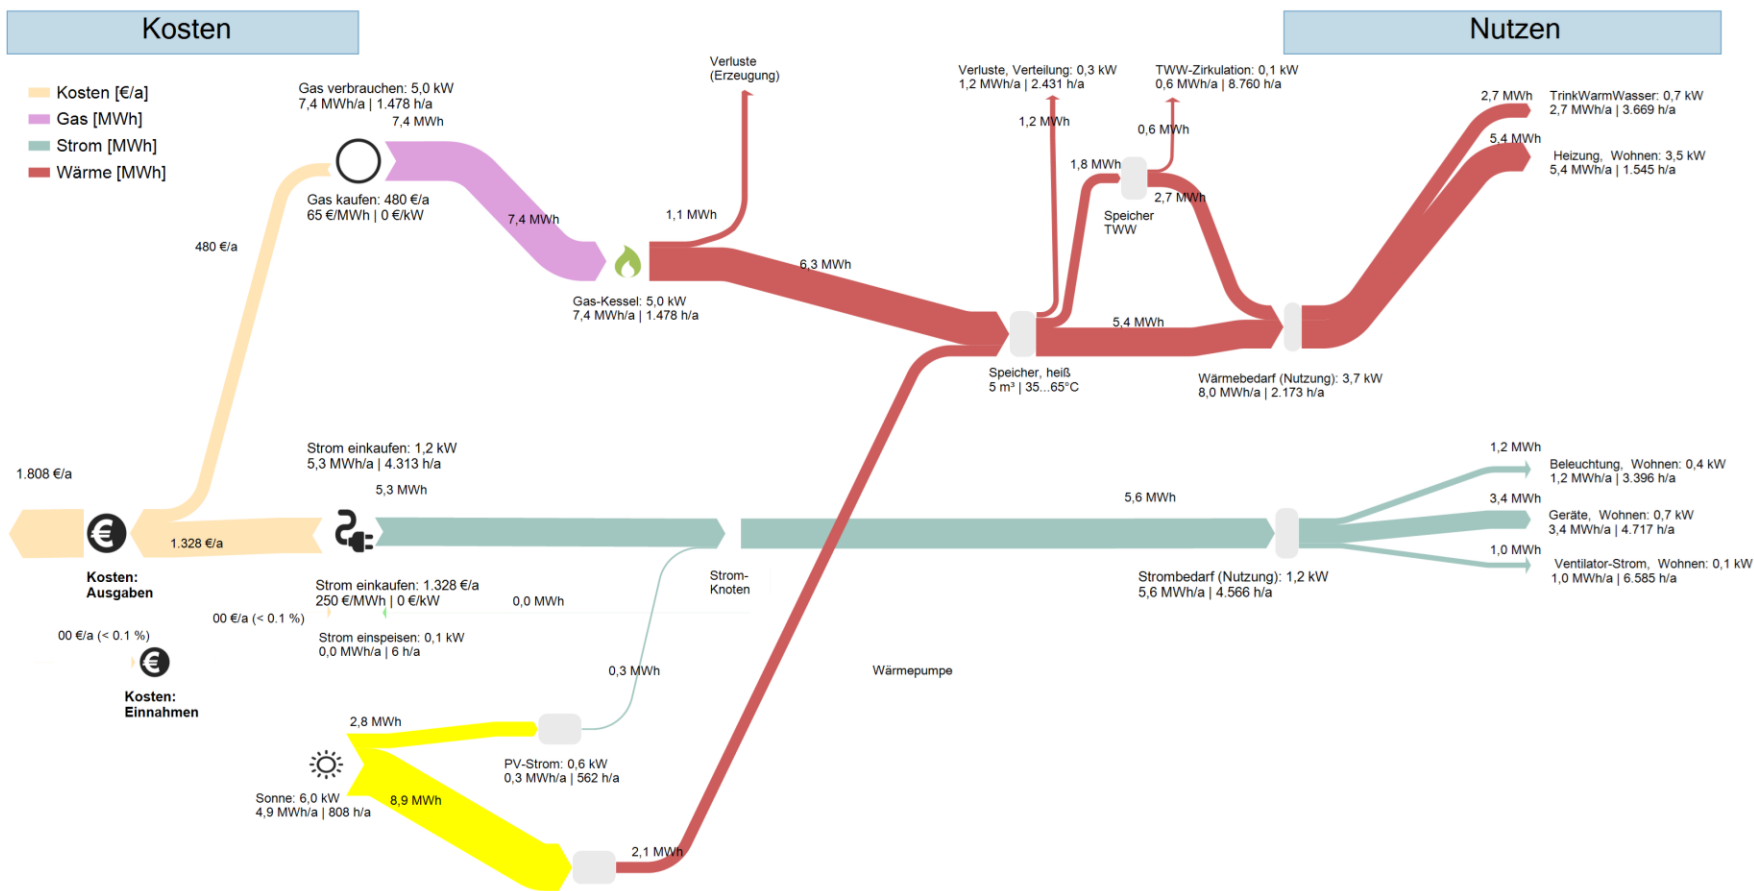 Kosten
Nutzen
Kosten [€/a]
Gas [MWh]
Strom [MWh]
Wärme [MWh]
Gas verbrauchen: 5,0 kW
7,4 MWh/a | 1.478 h/a
7,4 MWh
Gas kaufen: 480 €/a
65 €/MWh | 0 €/kW
480 €/a
7,4 MWh
Verluste
(Erzeugung)
1,1 MWh
Gas-Kessel: 5,0 kW
7,4 MWh/a | 1.478 h/a
6,3 MWh
Verluste, Verteilung: 0,3 kW
1,2 MWh/a | 2.431 h/a
1,2 MWh
TWW-Zirkulation: 0,1 kW
0,6 MWh/a | 8.760 h/a
0,6 MWh
1,8 MWh
Speicher
TWW
2,7 MWh
5,4 MWh
Speicher, heiß
5 m³ | 35...65°C
Wärmebedarf (Nutzung): 3,7 kW
8,0 MWh/a | 2.173 h/a
2,7 MWh
TrinkWarmWasser: 0,7 kW
2,7 MWh/a | 3.669 h/a
5,4 MWh
Heizung, Wohnen: 3,5 kW
5,4 MWh/a | 1.545 h/a
1.808 €/a
Kosten:
Ausgaben
1.328 €/a
Strom einkaufen: 1,2 kW
5,3 MWh/a | 4.313 h/a
5,3 MWh
Strom einkaufen: 1.328 €/a
250 €/MWh | 0 €/kW
0,0 MWh
00 €/a (< 0.1 %)
Strom einspeisen: 0,1 kW
0,0 MWh/a | 6 h/a
00 €/a (< 0.1 %)
Kosten:
Einnahmen
Strom-
Knoten
5,6 MWh
Strombedarf (Nutzung): 1,2 kW
5,6 MWh/a | 4.566 h/a
1,2 MWh
Beleuchtung, Wohnen: 0,4 kW
1,2 MWh/a | 3.396 h/a
3,4 MWh
Geräte, Wohnen: 0,7 kW
3,4 MWh/a | 4.717 h/a
1,0 MWh
Ventilator-Strom, Wohnen: 0,1 kW
1,0 MWh/a | 6.585 h/a
0,3 MWh
Wärmepumpe
2,8 MWh
PV-Strom: 0,6 kW
0,3 MWh/a | 562 h/a
Sonne: 6,0 kW
4,9 MWh/a | 808 h/a
8,9 MWh
2,1 MWh